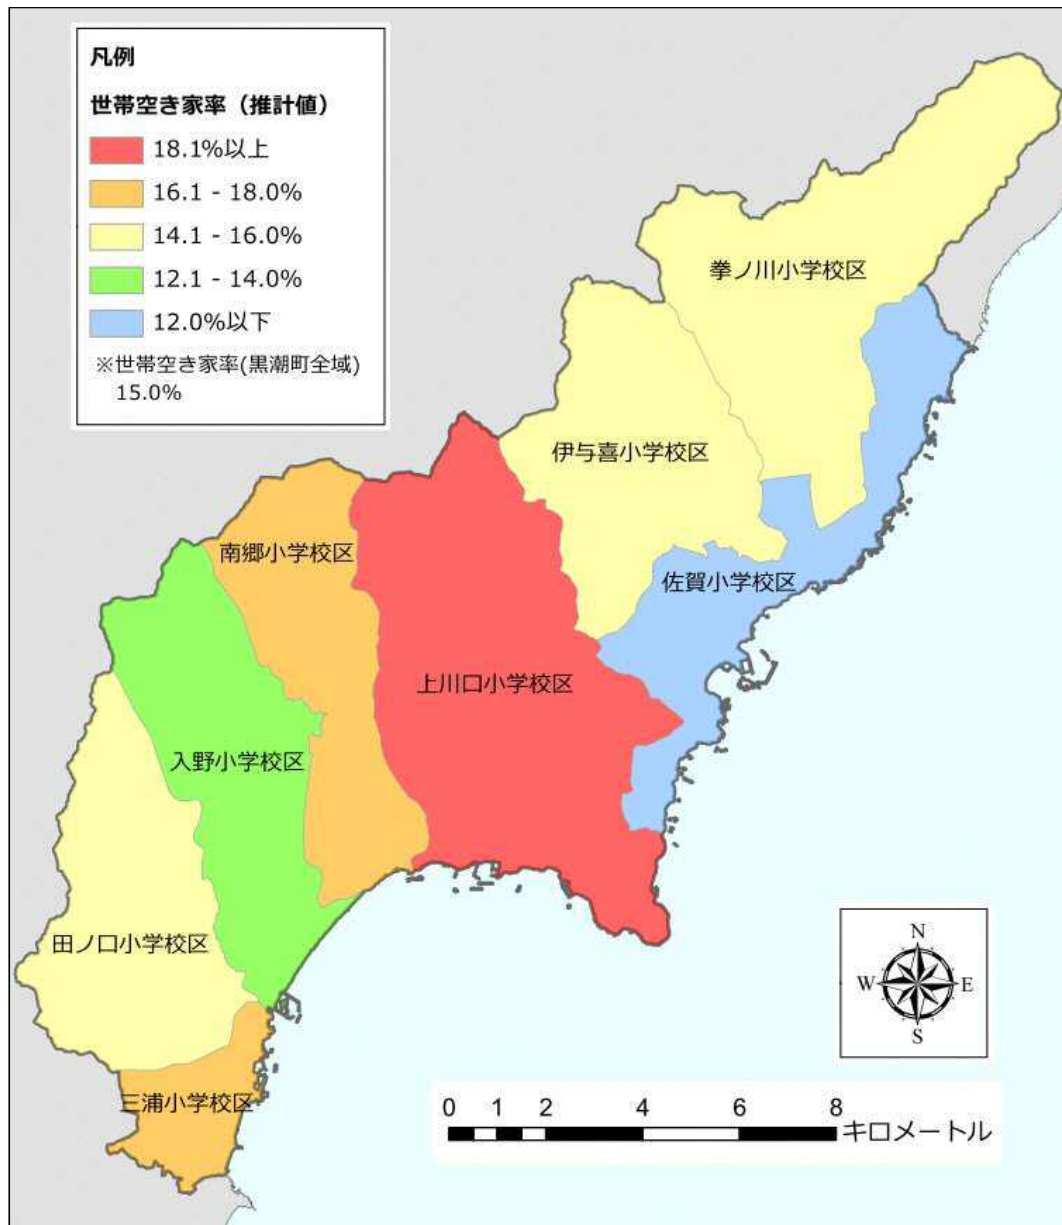 凡例
世帯空き家率（推計値）
18.1%以上
16.1 - 18.0%
14.1 - 16.0%
12.1 - 14.0%
12.0%以下
※世帯空き家率(黒潮町全域)
15.0%
拳ノ川小学校区
伊与喜小学校区
南郷小学校区
佐賀小学校区
上川口小学校区
入野小学校区
田ノ口小学校区
三浦小学校区
N
W E
S
0 1 2 4 6 8
キロメートル